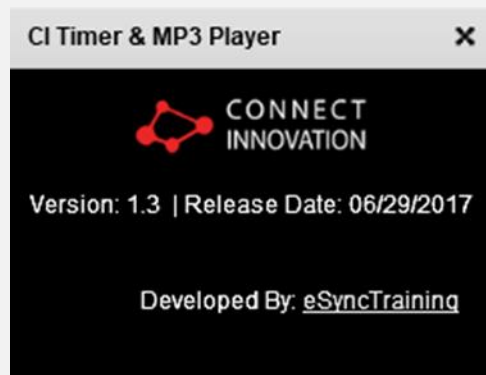 CI Timer & MP3 Player
CONNECT
INNOVATION
Version: 1.3 | Release Date: 06/29/2017
Developed By: eSyncTraining